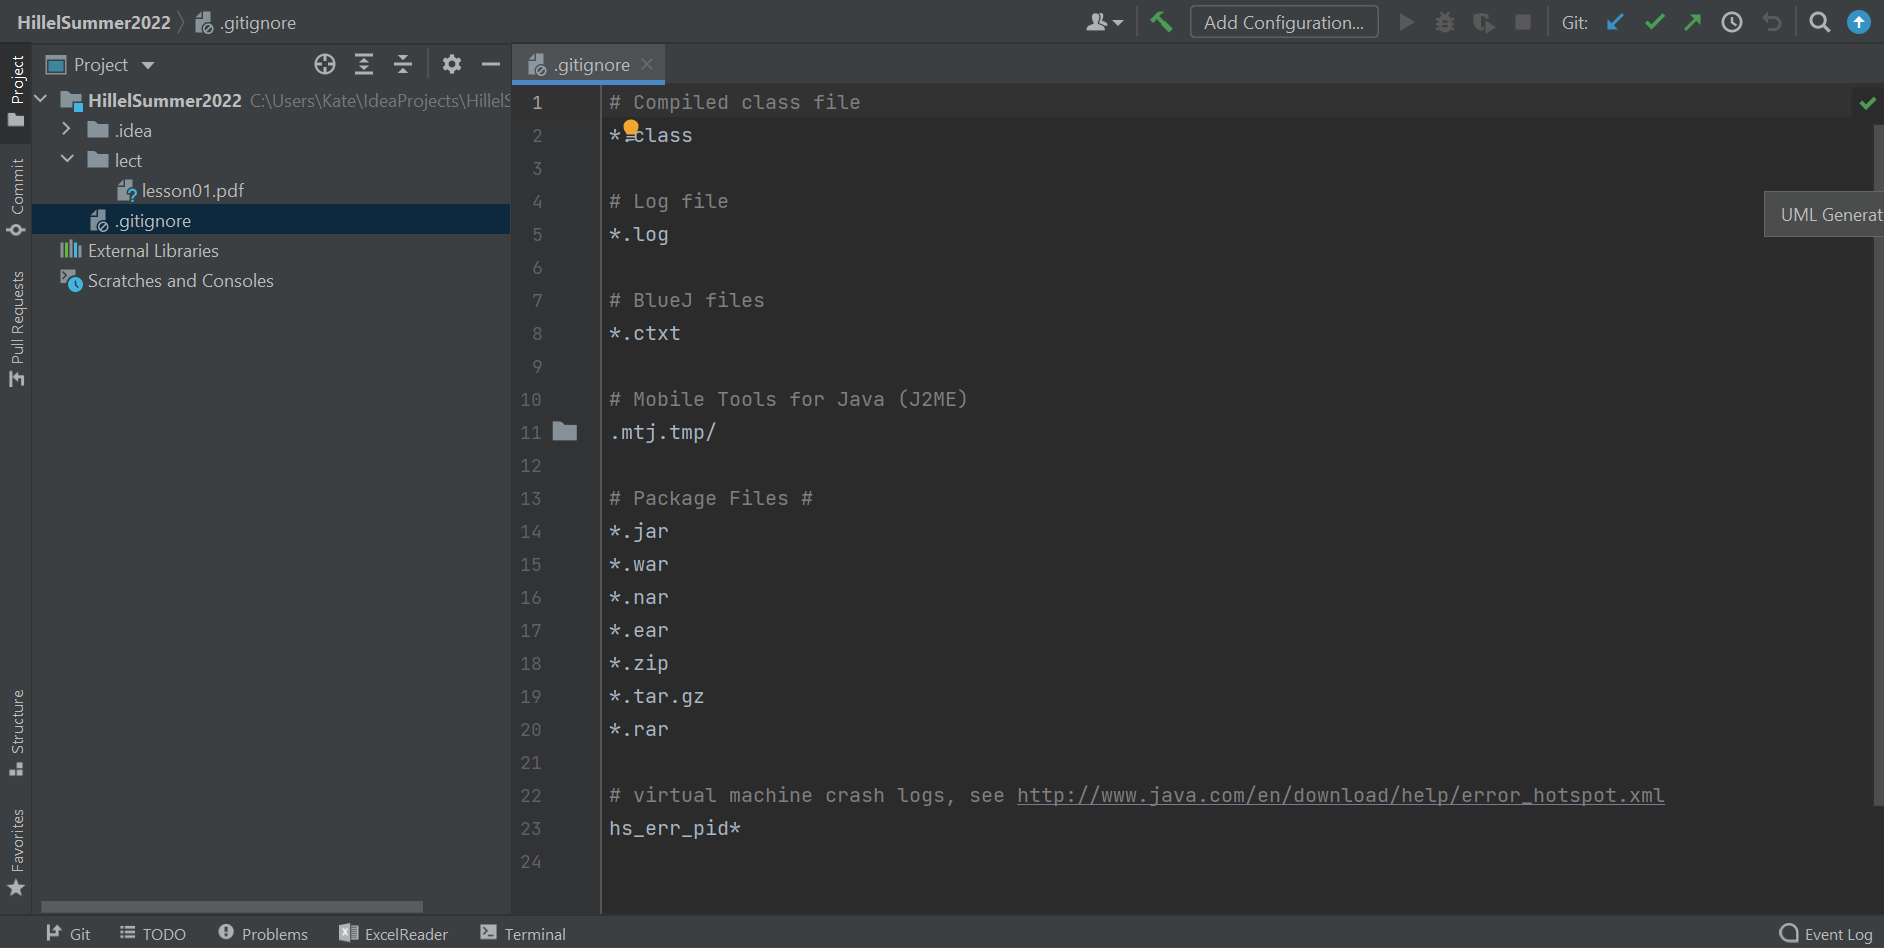 HillelSummer2022 .gitignore
Add Configuration...
Git:
Project
.gitignore
HillelSummer2022 C:\Users\Kate\IdeaProjects\Hillel
.idea
lect
lesson01.pdf
.gitignore
External Libraries
Scratches and Consoles
Project
Commit
Pull Requests
Structure
Favorites
1 # Compiled class file
2 *.class
3
4 # Log file
5 *.log
6
7 # BlueJ files
8 *.ctxt
9
10 # Mobile Tools for Java (J2ME)
11 .mtj.tmp/
12
13 # Package Files #
14 *.jar
15 *.war
16 *.nar
17 *.ear
18 *.zip
19 *.tar.gz
20 *.rar
21
22 # virtual machine crash logs, see http://www.java.com/en/download/help/error_hotspot.xml
23 hs_err_pid*
24
UML Generat
Git TODO Problems ExcelReader Terminal Event Log